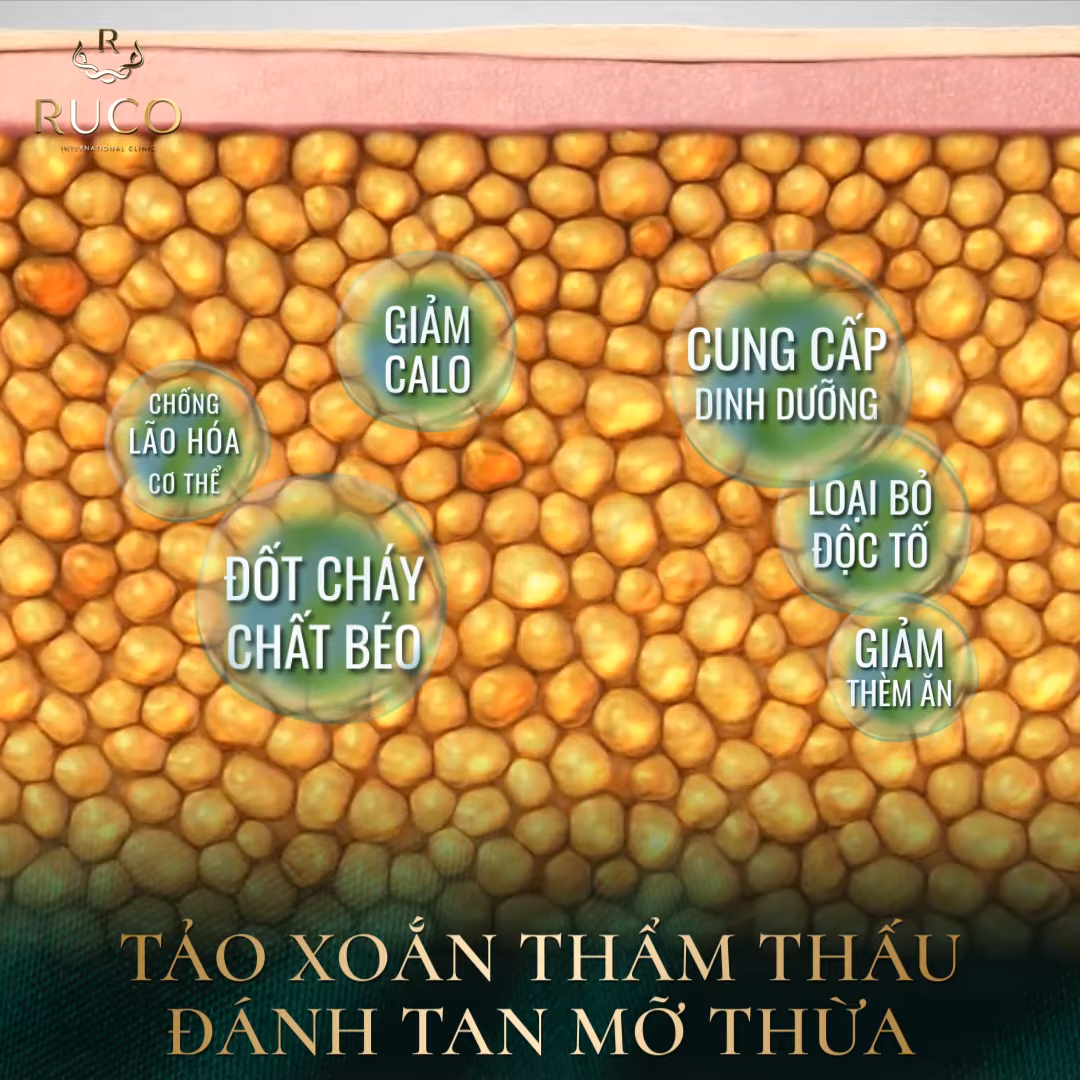 R
RUCO
INTERNATIONAL CLINIC
GIẢM
CALO
CUNG CẤP
DINH DƯỠNG
CHỐNG
LÃO HÓA
CƠ THỂ
LOẠI BỎ
ĐỘC TỐ
ĐỐT CHÁY
CHẤT BÉO
GIẢM
THÈM ĂN
TẢO XOẮN THẨM THẤU
ĐÁNH TAN MỠ THỪA